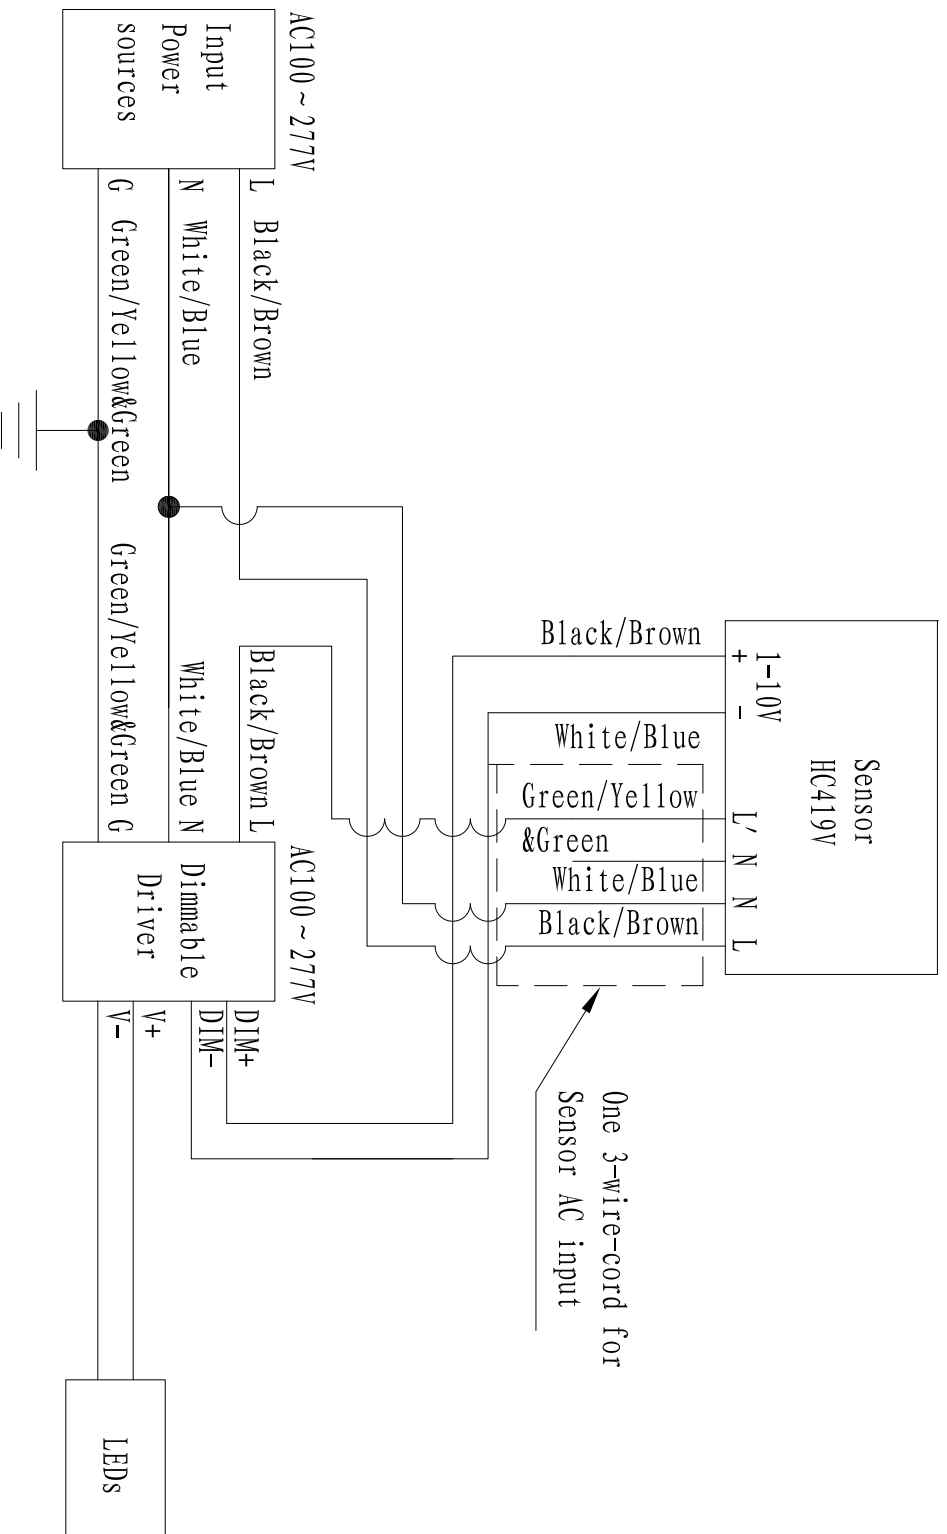 Sensor
HC419V
1-10V
+
-
L'
N
N
L
Black/Brown
White/Blue
Green/Yellow
&Green
White/Blue
Black/Brown
One 3-wire-cord for
Sensor AC input
AC100~277V
Input
Power
sources
L
Black/Brown
N
White/Blue
G
Green/Yellow&Green
Black/Brown L
White/Blue N
Green/Yellow&Green G
AC100~277V
Dimmable
Driver
DIM+
DIM-
V+
V-
LEDs